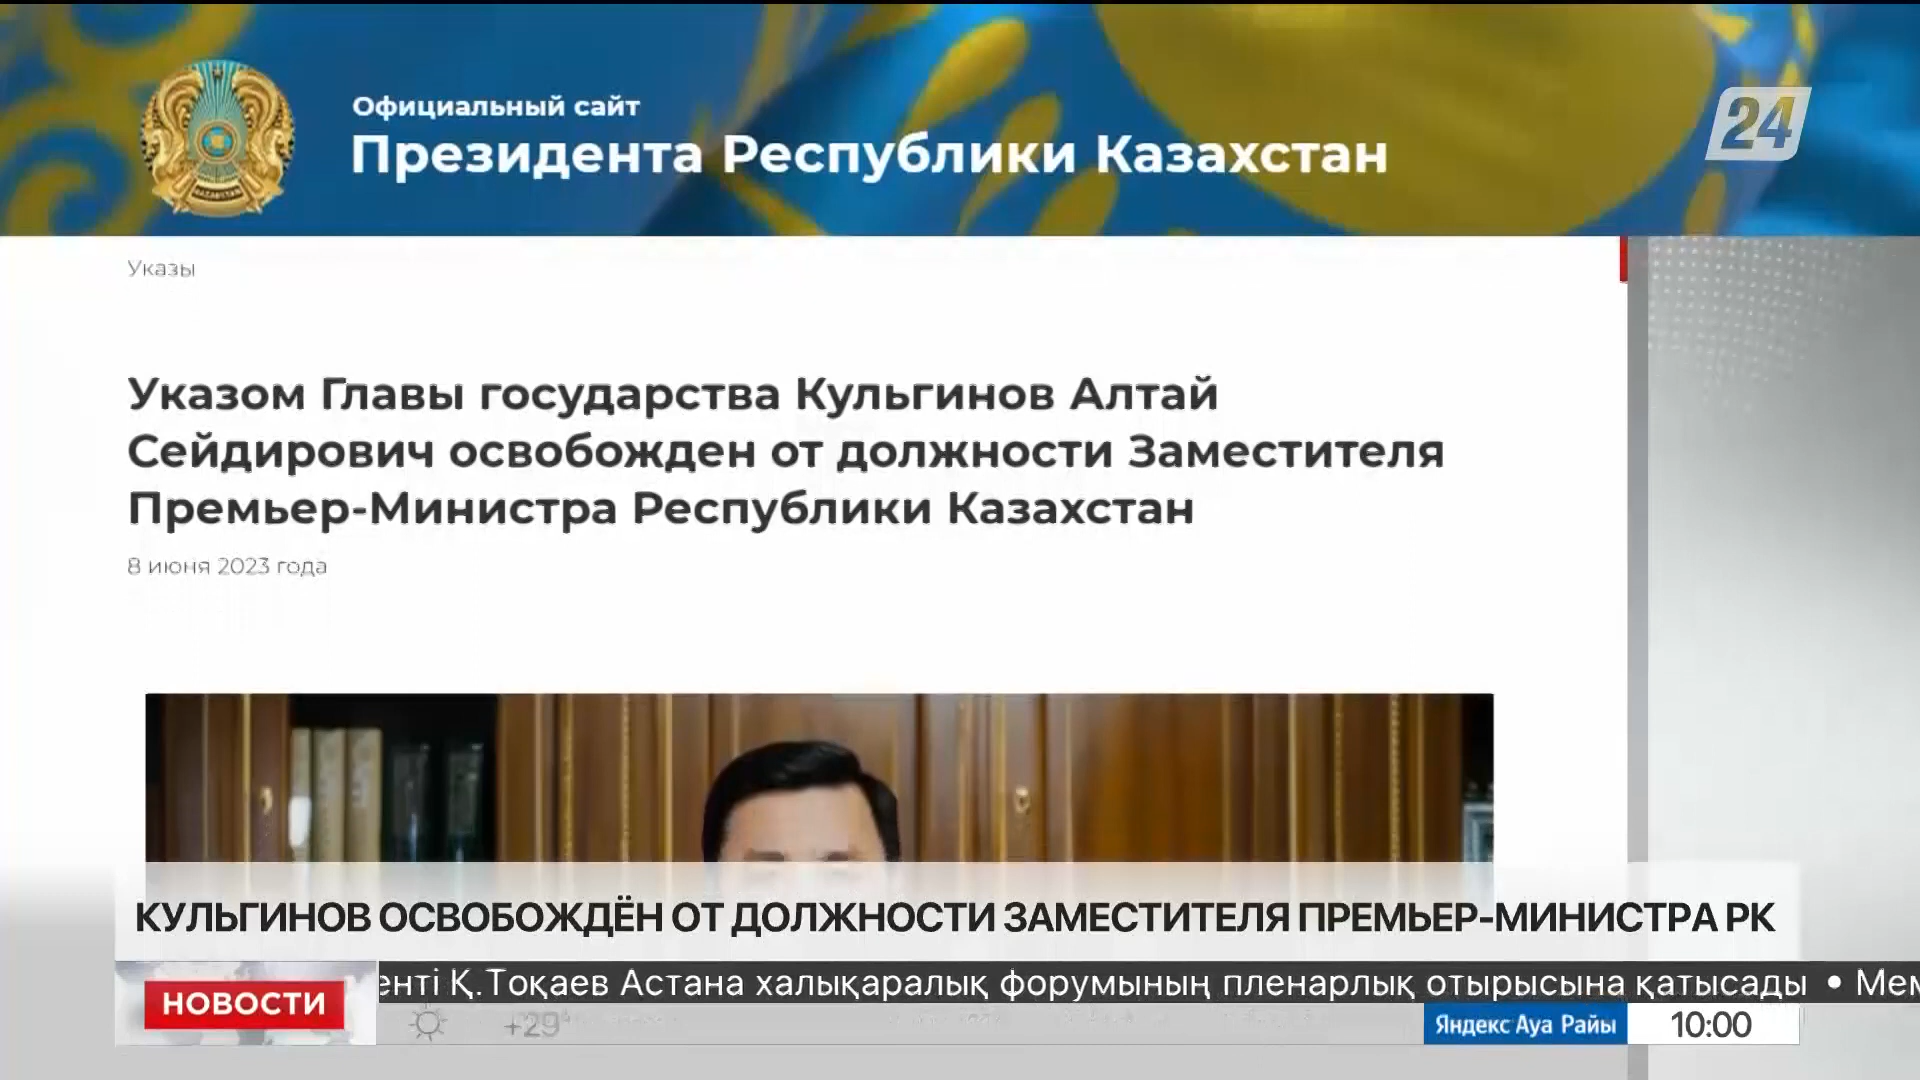 Официальный сайт
Президента Республики Казахстан
24
Указы
Указом Главы государства Кульгинов Алтай
Сейдирович освобожден от должности Заместителя
Премьер-Министра Республики Казахстан
8 июня 2023 года
КУЛЬГИНОВ ОСВОБОЖДЁН ОТ ДОЛЖНОСТИ ЗАМЕСТИТЕЛЯ ПРЕМЬЕР-МИНИСТРА РК
НОВОСТИ
енті Қ.Тоқаев Астана халықаралық форумының пленарлық отырысына қатысады • Мем
+29°
Яндекс Ауа Райы
10:00